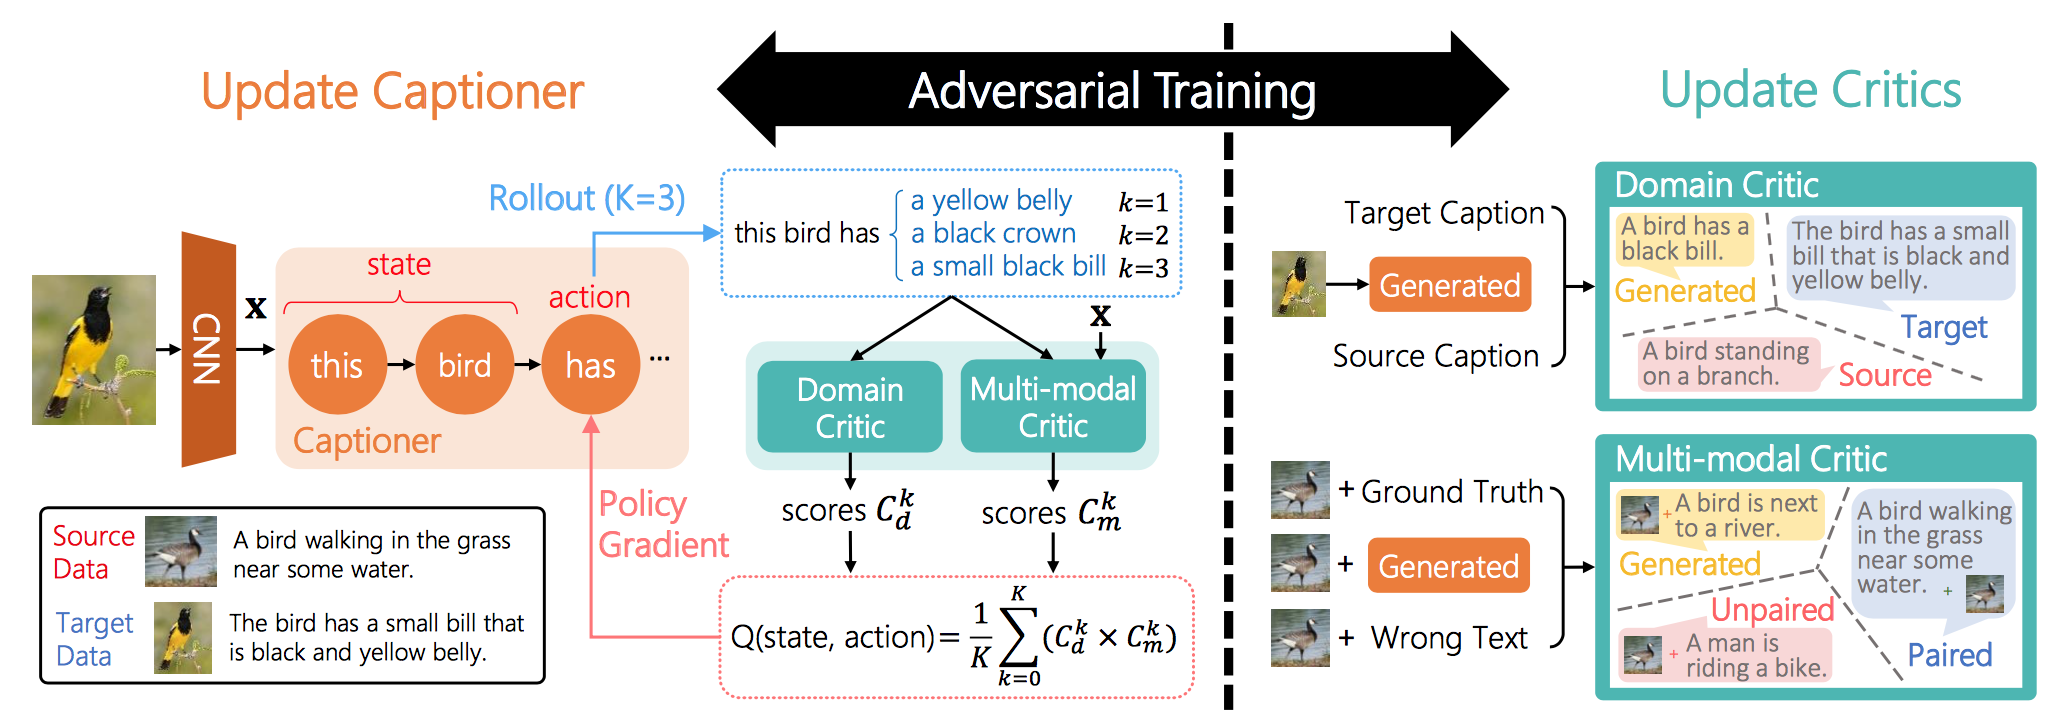 Update Captioner
Adversarial Training
Update Critics
Rollout (K=3)
this bird has
a yellow belly k=1
a black crown k=2
a small black bill k=3
CNN
x
state
action
this bird has ...
Captioner
x
Domain
Critic
Multi-modal
Critic
scores C_d^k
scores C_m^k
Policy
Gradient
Q(state, action)= 1/K ∑_{k=0}^{K} (C_d^k × C_m^k)
Source
Data
A bird walking in the grass
near some water.
Target
Data
The bird has a small bill that
is black and yellow belly.
Target Caption
Generated
Source Caption
Domain Critic
A bird has a
black bill.
Generated
The bird has a small
bill that is black and
yellow belly.
Target
A bird standing
on a branch.
Source
+ Ground Truth
+ Generated
+ Wrong Text
Multi-modal Critic
+ A bird is next
to a river.
Generated
A bird walking
in the grass
near some
water. +
Paired
Unpaired
+ A man is
riding a bike.